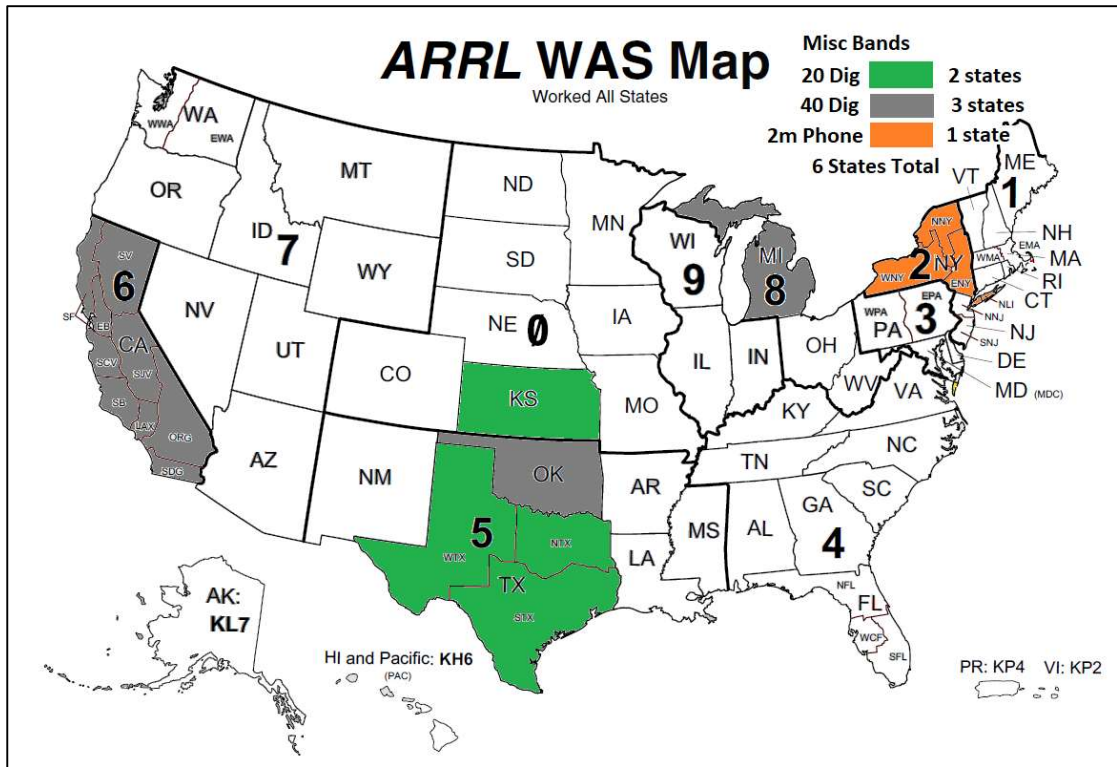 ARRL WAS Map
Worked All States
Misc Bands
20 Dig 2 states
40 Dig 3 states
2m Phone 1 state
6 States Total
WA
WWA
EWA
OR
ID
7
MT
WY
NV
UT
AZ
6
SV
SF
EB
CA
SCV
SJV
SB
LAX
ORG
SDG
ND
SD
NE
0
MN
IA
CO
KS
MO
NM
OK
5
WTX
NTX
TX
STX
AR
LA
MS
WI
9
MI
8
IL
IN
OH
WV
KY
VA
TN
NC
SC
AL
GA
4
NFL
FL
WCF
SFL
ME
1
VT
NH
EMA
WMA
MA
RI
CT
NNY
2
NY
WNY
ENY
NLI
NNJ
NJ
SNJ
EPA
WPA
3
PA
DE
MD (MDC)
AK:
KL7
HI and Pacific: KH6
(PAC)
PR: KP4 VI: KP2